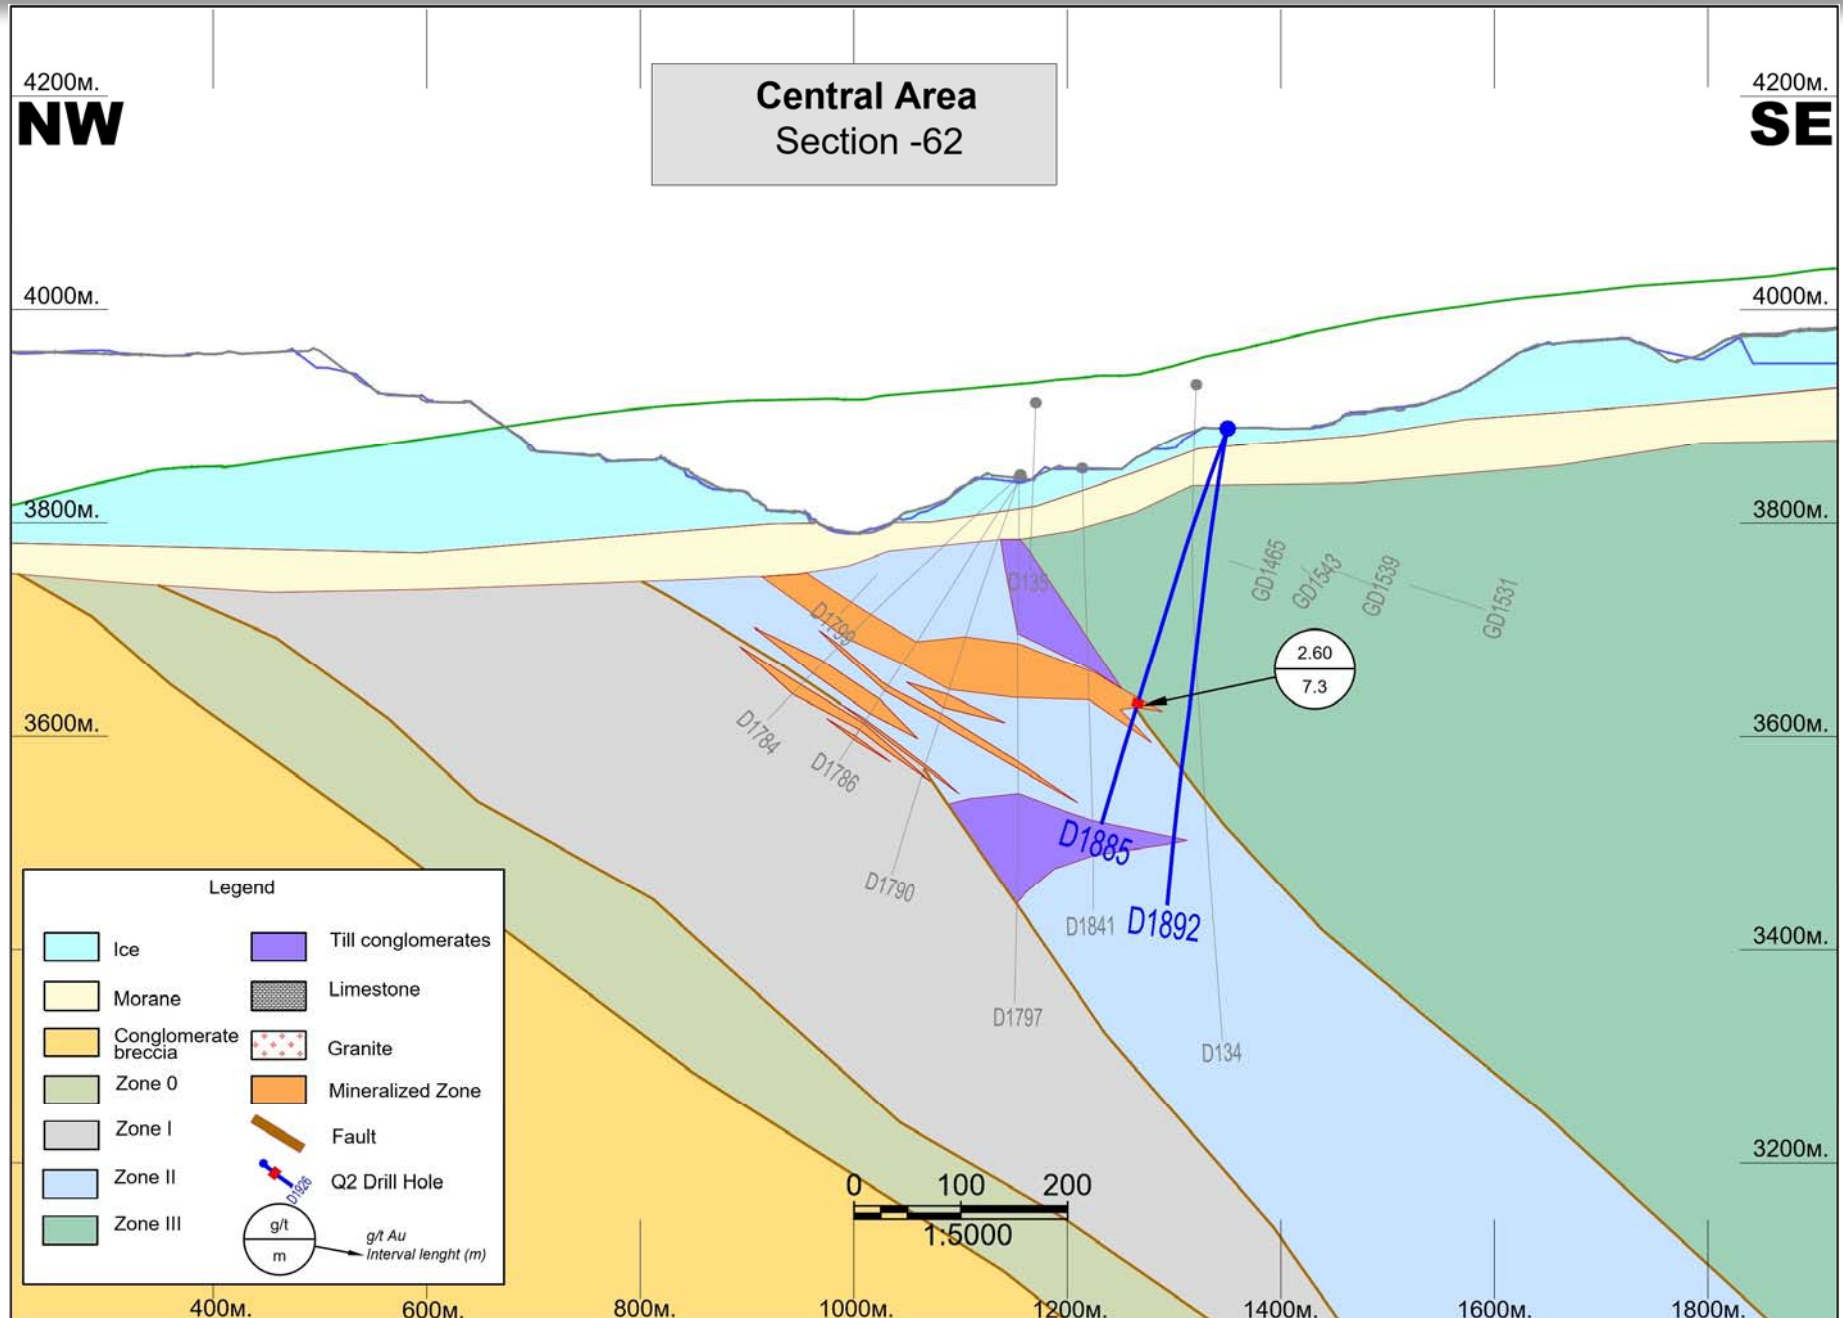 Central Area
Section -62
NW
SE
4200м.
4200м.
4000м.
4000м.
3800м.
3800м.
3600м.
3600м.
3400м.
3200м.
D135
D1799
D1784
D1786
D1790
D1797
D1841
D134
D1885
D1892
GD1465
GD1543
GD1539
GD1531
2.60
7.3
Legend
Ice
Morane
Conglomerate
breccia
Zone 0
Zone I
Zone II
Zone III
Till conglomerates
Limestone
Granite
Mineralized Zone
Fault
Q2 Drill Hole
D1926
g/t
m
g/t Au
Interval lenght (m)
0 100 200
1:5000
400м. 600м. 800м. 1000м. 1200м. 1400м. 1600м. 1800м.